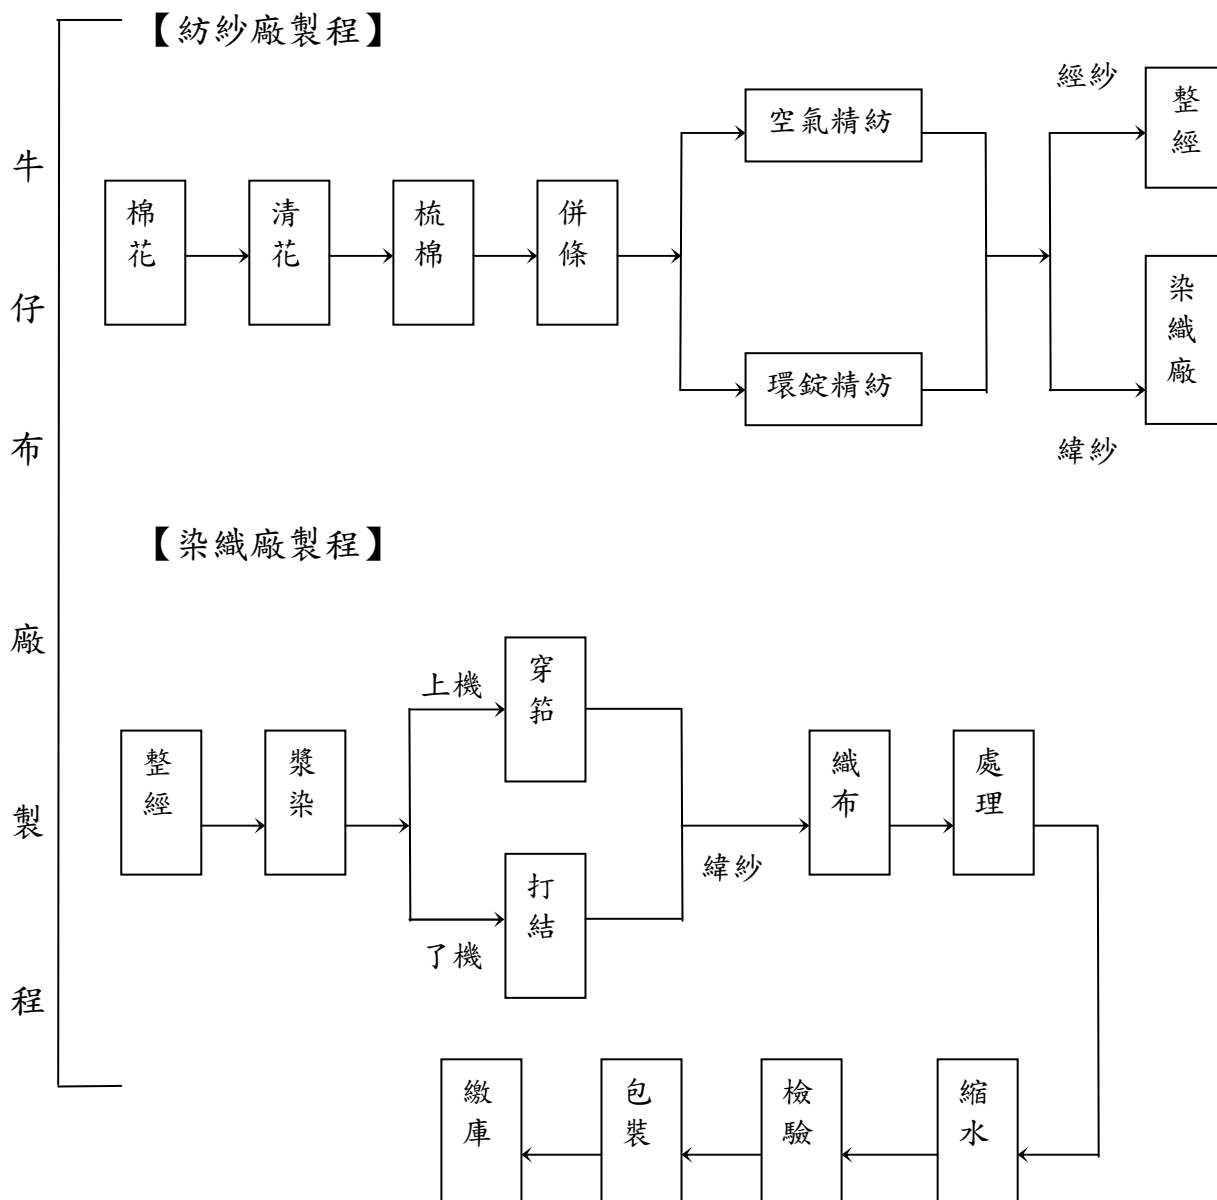 牛仔布廠製程
【紡紗廠製程】
棉花
清花
梳棉
併條
空氣精紡
環錠精紡
經紗
整經
染織廠
緯紗
【染織廠製程】
整經
漿染
上機
穿筘
了機
打結
緯紗
織布
處理
縮水
檢驗
包裝
繳庫